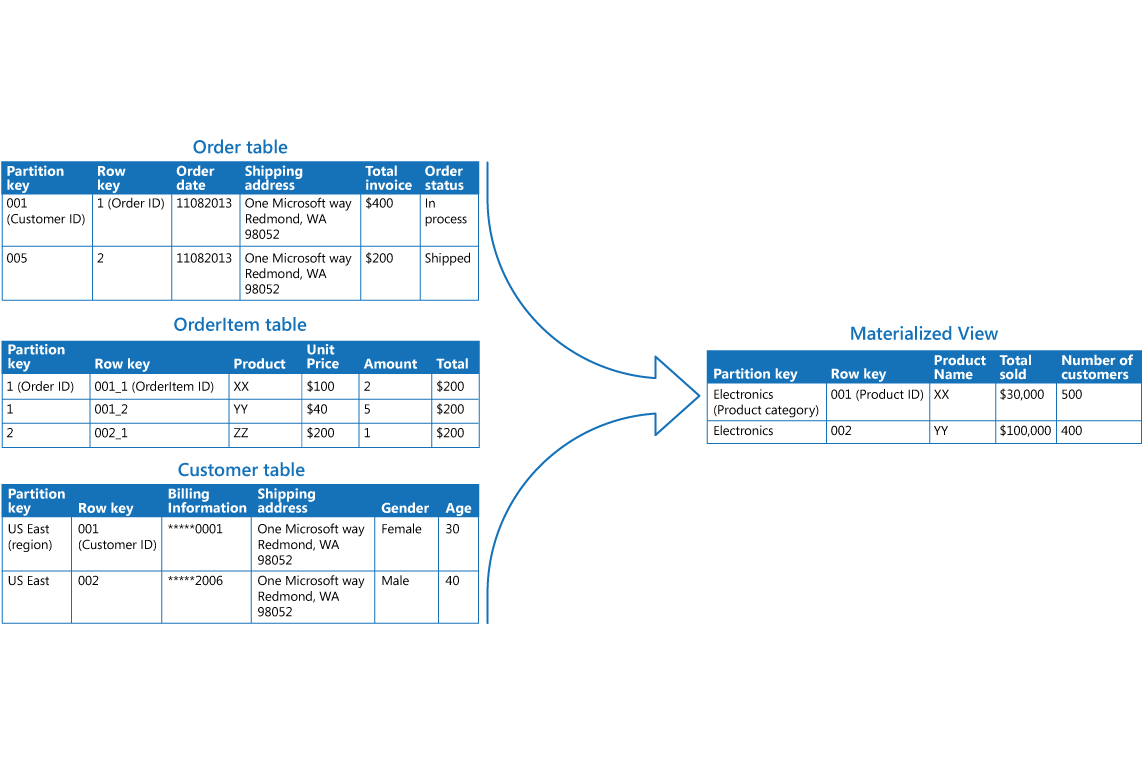 Order table
Partition key | Row key | Order date | Shipping address | Total invoice | Order status
001 (Customer ID) | 1 (Order ID) | 11082013 | One Microsoft way Redmond, WA 98052 | $400 | In process
005 | 2 | 11082013 | One Microsoft way Redmond, WA 98052 | $200 | Shipped
OrderItem table
Partition key | Row key | Product | Unit Price | Amount | Total
1 (Order ID) | 001_1 (OrderItem ID) | XX | $100 | 2 | $200
1 | 001_2 | YY | $40 | 5 | $200
2 | 002_1 | ZZ | $200 | 1 | $200
Customer table
Partition key | Row key | Billing Information | Shipping address | Gender | Age
US East (region) | 001 (Customer ID) | *****0001 | One Microsoft way Redmond, WA 98052 | Female | 30
US East | 002 | *****2006 | One Microsoft way Redmond, WA 98052 | Male | 40
Materialized View
Partition key | Row key | Product Name | Total sold | Number of customers
Electronics (Product category) | 001 (Product ID) | XX | $30,000 | 500
Electronics | 002 | YY | $100,000 | 400